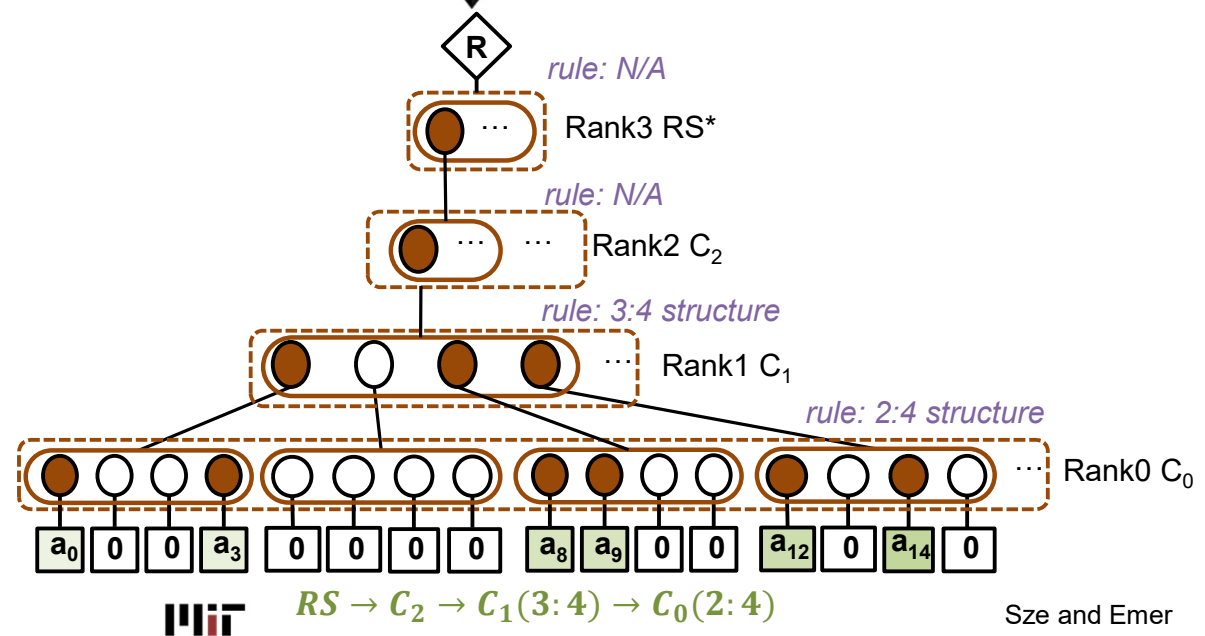 R
rule: N/A
... Rank3 RS*
rule: N/A
... ... Rank2 C₂
rule: 3:4 structure
... Rank1 C₁
rule: 2:4 structure
... Rank0 C₀
a₀ 0 0 a₃ 0 0 0 0 a₈ a₉ 0 0 a₁₂ 0 a₁₄ 0
RS → C₂ → C₁(3:4) → C₀(2:4)
MiT
Sze and Emer